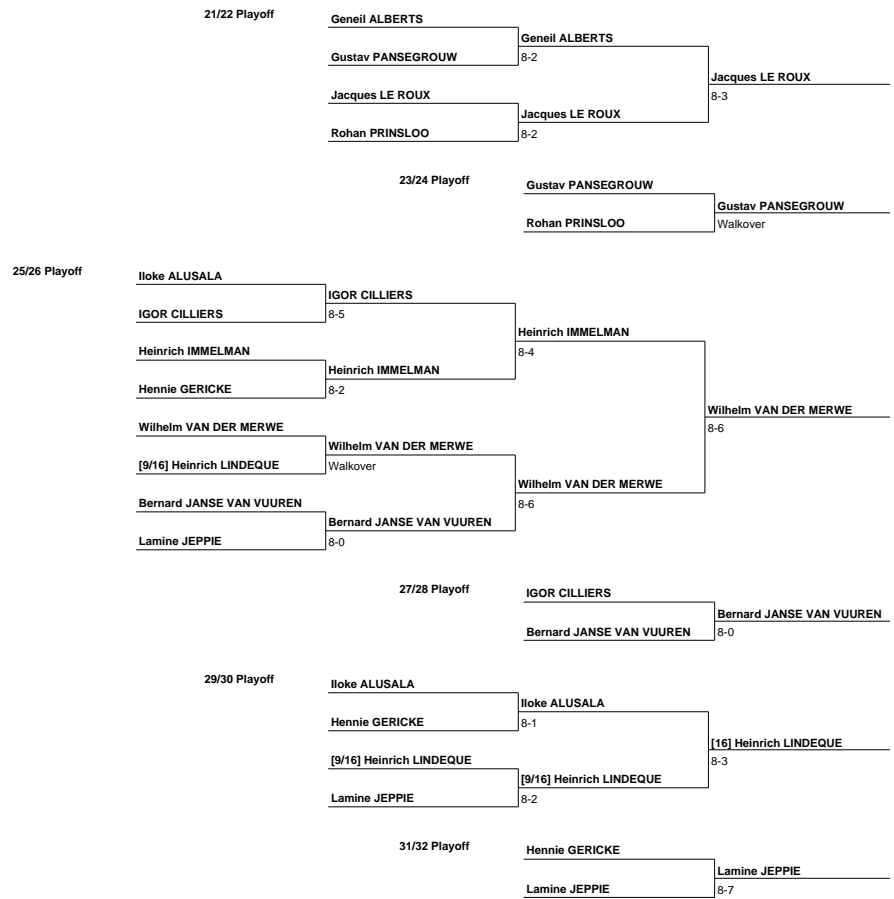 21/22 Playoff
Geneil ALBERTS
Geneil ALBERTS
Gustav PANSEGROUW
8-2
Jacques LE ROUX
8-3
Jacques LE ROUX
Jacques LE ROUX
Rohan PRINSLOO
8-2
23/24 Playoff
Gustav PANSEGROUW
Gustav PANSEGROUW
Rohan PRINSLOO
Walkover
25/26 Playoff
Iloke ALUSALA
IGOR CILLIERS
IGOR CILLIERS
8-5
Heinrich IMMELMAN
8-4
Heinrich IMMELMAN
Heinrich IMMELMAN
Hennie GERICKE
8-2
Wilhelm VAN DER MERWE
8-6
Wilhelm VAN DER MERWE
Wilhelm VAN DER MERWE
[9/16] Heinrich LINDEQUE
Walkover
Wilhelm VAN DER MERWE
8-6
Bernard JANSE VAN VUUREN
Bernard JANSE VAN VUUREN
Lamine JEPPIE
8-0
27/28 Playoff
IGOR CILLIERS
Bernard JANSE VAN VUUREN
Bernard JANSE VAN VUUREN
8-0
29/30 Playoff
Iloke ALUSALA
Iloke ALUSALA
Hennie GERICKE
8-1
[16] Heinrich LINDEQUE
8-3
[9/16] Heinrich LINDEQUE
[9/16] Heinrich LINDEQUE
Lamine JEPPIE
8-2
31/32 Playoff
Hennie GERICKE
Lamine JEPPIE
Lamine JEPPIE
8-7